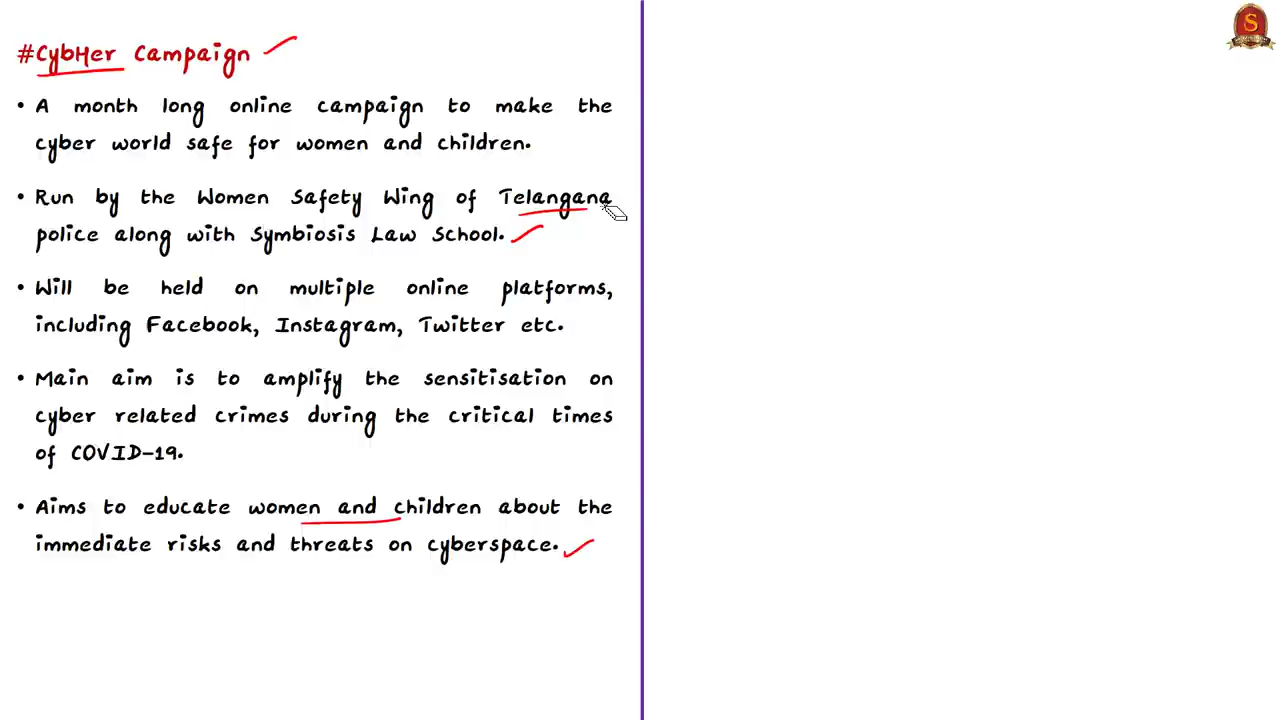 #CybHer Campaign
• A month long online campaign to make the
cyber world safe for women and children.
• Run by the Women Safety Wing of Telangana
police along with Symbiosis Law School.
• Will be held on multiple online platforms,
including Facebook, Instagram, Twitter etc.
• Main aim is to amplify the sensitisation on
cyber related crimes during the critical times
of COVID-19.
• Aims to educate women and children about the
immediate risks and threats on cyberspace.
S